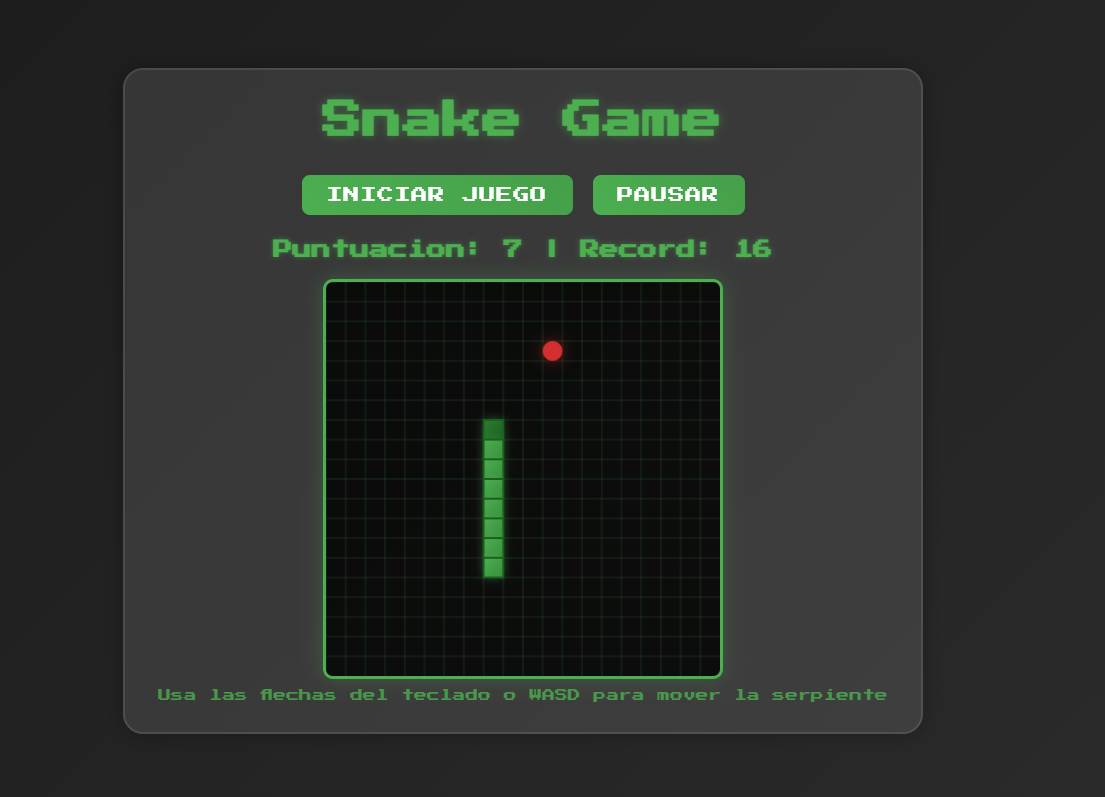 Snake Game
INICIAR JUEGO PAUSAR
Puntuacion: 7 | Record: 16
Usa las flechas del teclado o WASD para mover la serpiente